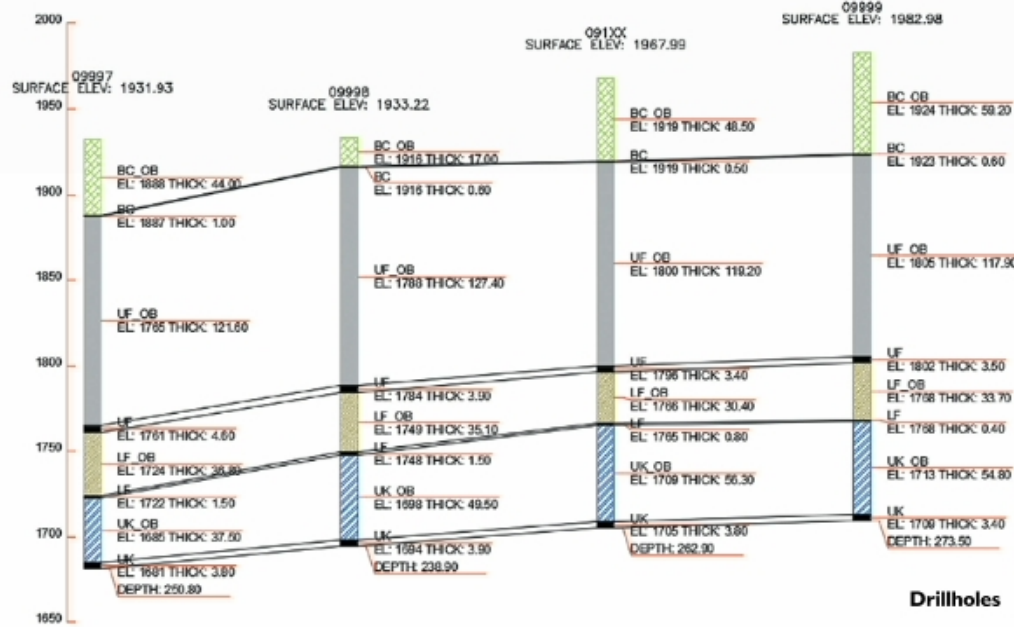 2000
1950
1900
1850
1800
1750
1700
1650
09997
SURFACE ELEV: 1931.93
BC_OB
EL: 1888 THICK: 44.00
BC
EL: 1887 THICK: 1.00
UF_OB
EL: 1765 THICK: 121.60
UF
EL: 1761 THICK: 4.60
LF_OB
EL: 1724 THICK: 36.80
LF
EL: 1722 THICK: 1.50
UK_OB
EL: 1685 THICK: 37.50
UK
EL: 1681 THICK: 3.80
DEPTH: 250.80
09998
SURFACE ELEV: 1933.22
BC_OB
EL: 1916 THICK: 17.00
BC
EL: 1916 THICK: 0.60
UF_OB
EL: 1788 THICK: 127.40
UF
EL: 1784 THICK: 3.90
LF_OB
EL: 1749 THICK: 35.10
LF
EL: 1748 THICK: 1.50
UK_OB
EL: 1698 THICK: 49.50
UK
EL: 1694 THICK: 3.90
DEPTH: 238.90
091XX
SURFACE ELEV: 1967.99
BC_OB
EL: 1919 THICK: 48.50
BC
EL: 1919 THICK: 0.50
UF_OB
EL: 1800 THICK: 119.20
UF
EL: 1796 THICK: 3.40
LF_OB
EL: 1766 THICK: 30.40
LF
EL: 1765 THICK: 0.80
UK_OB
EL: 1709 THICK: 56.30
UK
EL: 1705 THICK: 3.80
DEPTH: 262.90
09999
SURFACE ELEV: 1982.98
BC_OB
EL: 1924 THICK: 59.20
BC
EL: 1923 THICK: 0.60
UF_OB
EL: 1805 THICK: 117.90
UF
EL: 1802 THICK: 3.50
LF_OB
EL: 1768 THICK: 33.70
LF
EL: 1768 THICK: 0.40
UK_OB
EL: 1713 THICK: 54.80
UK
EL: 1709 THICK: 3.40
DEPTH: 273.50
Drillholes